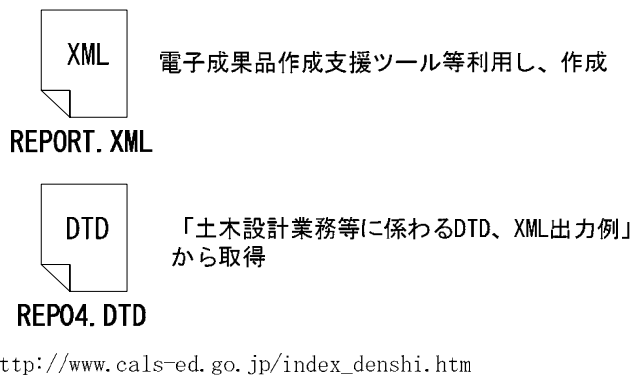 XML
電子成果品作成支援ツール等利用し、作成
REPORT.XML
DTD
「土木設計業務等に係わるDTD、XML出力例」
から取得
REP04.DTD
ttp://www.cals-ed.go.jp/index_denshi.htm